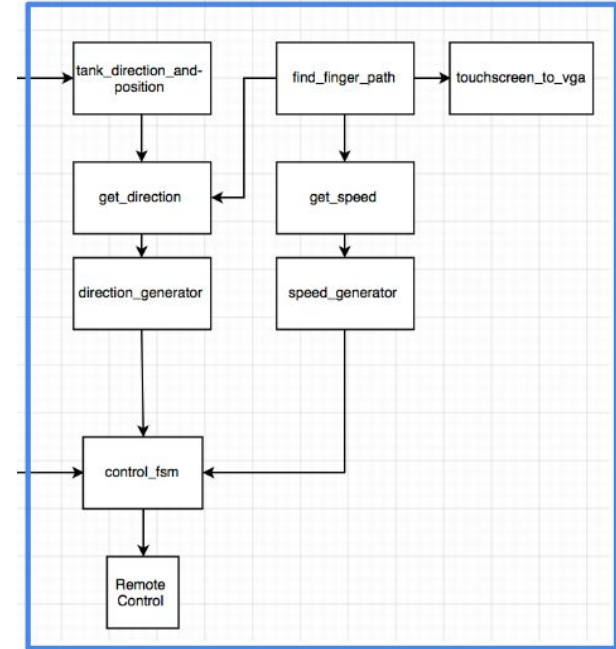 tank_direction_and-
position
find_finger_path
touchscreen_to_vga
get_direction
get_speed
direction_generator
speed_generator
control_fsm
Remote
Control